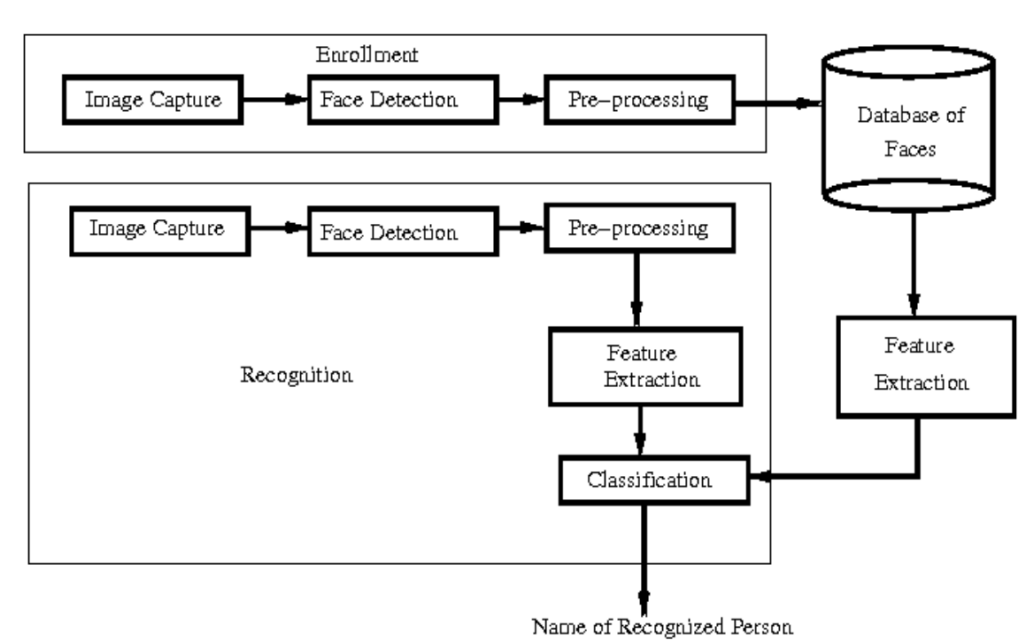 Enrollment
Image Capture
Face Detection
Pre-processing
Database of
Faces
Image Capture
Face Detection
Pre-processing
Feature
Extraction
Feature
Extraction
Recognition
Classification
Name of Recognized Person